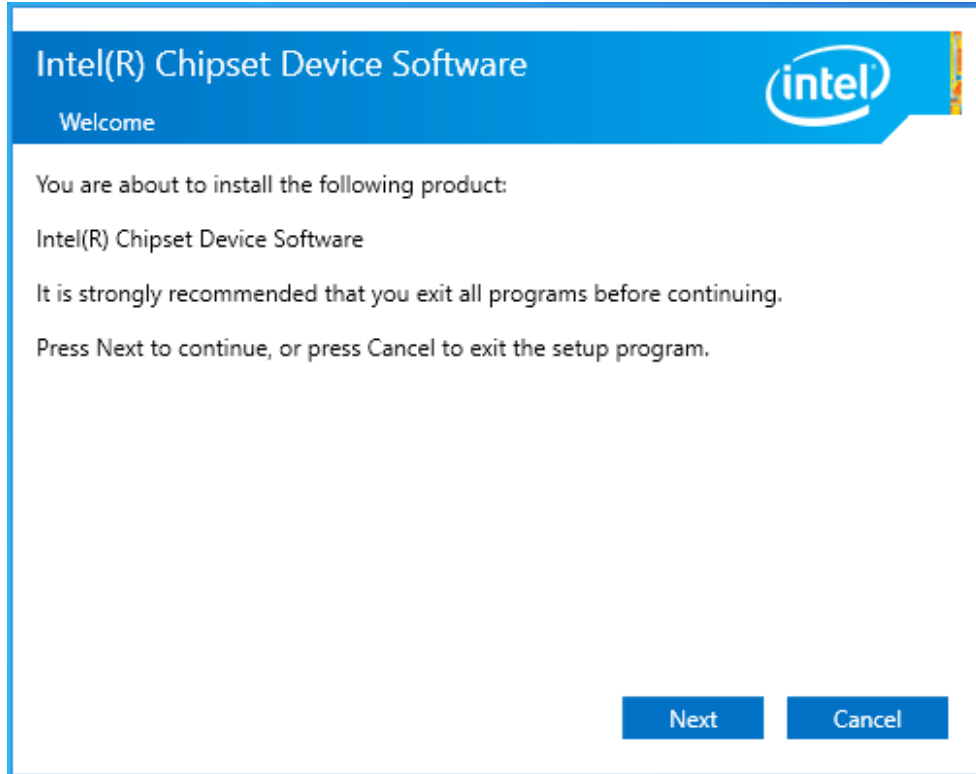 Intel(R) Chipset Device Software
intel
Welcome
You are about to install the following product:
Intel(R) Chipset Device Software
It is strongly recommended that you exit all programs before continuing.
Press Next to continue, or press Cancel to exit the setup program.
Next
Cancel